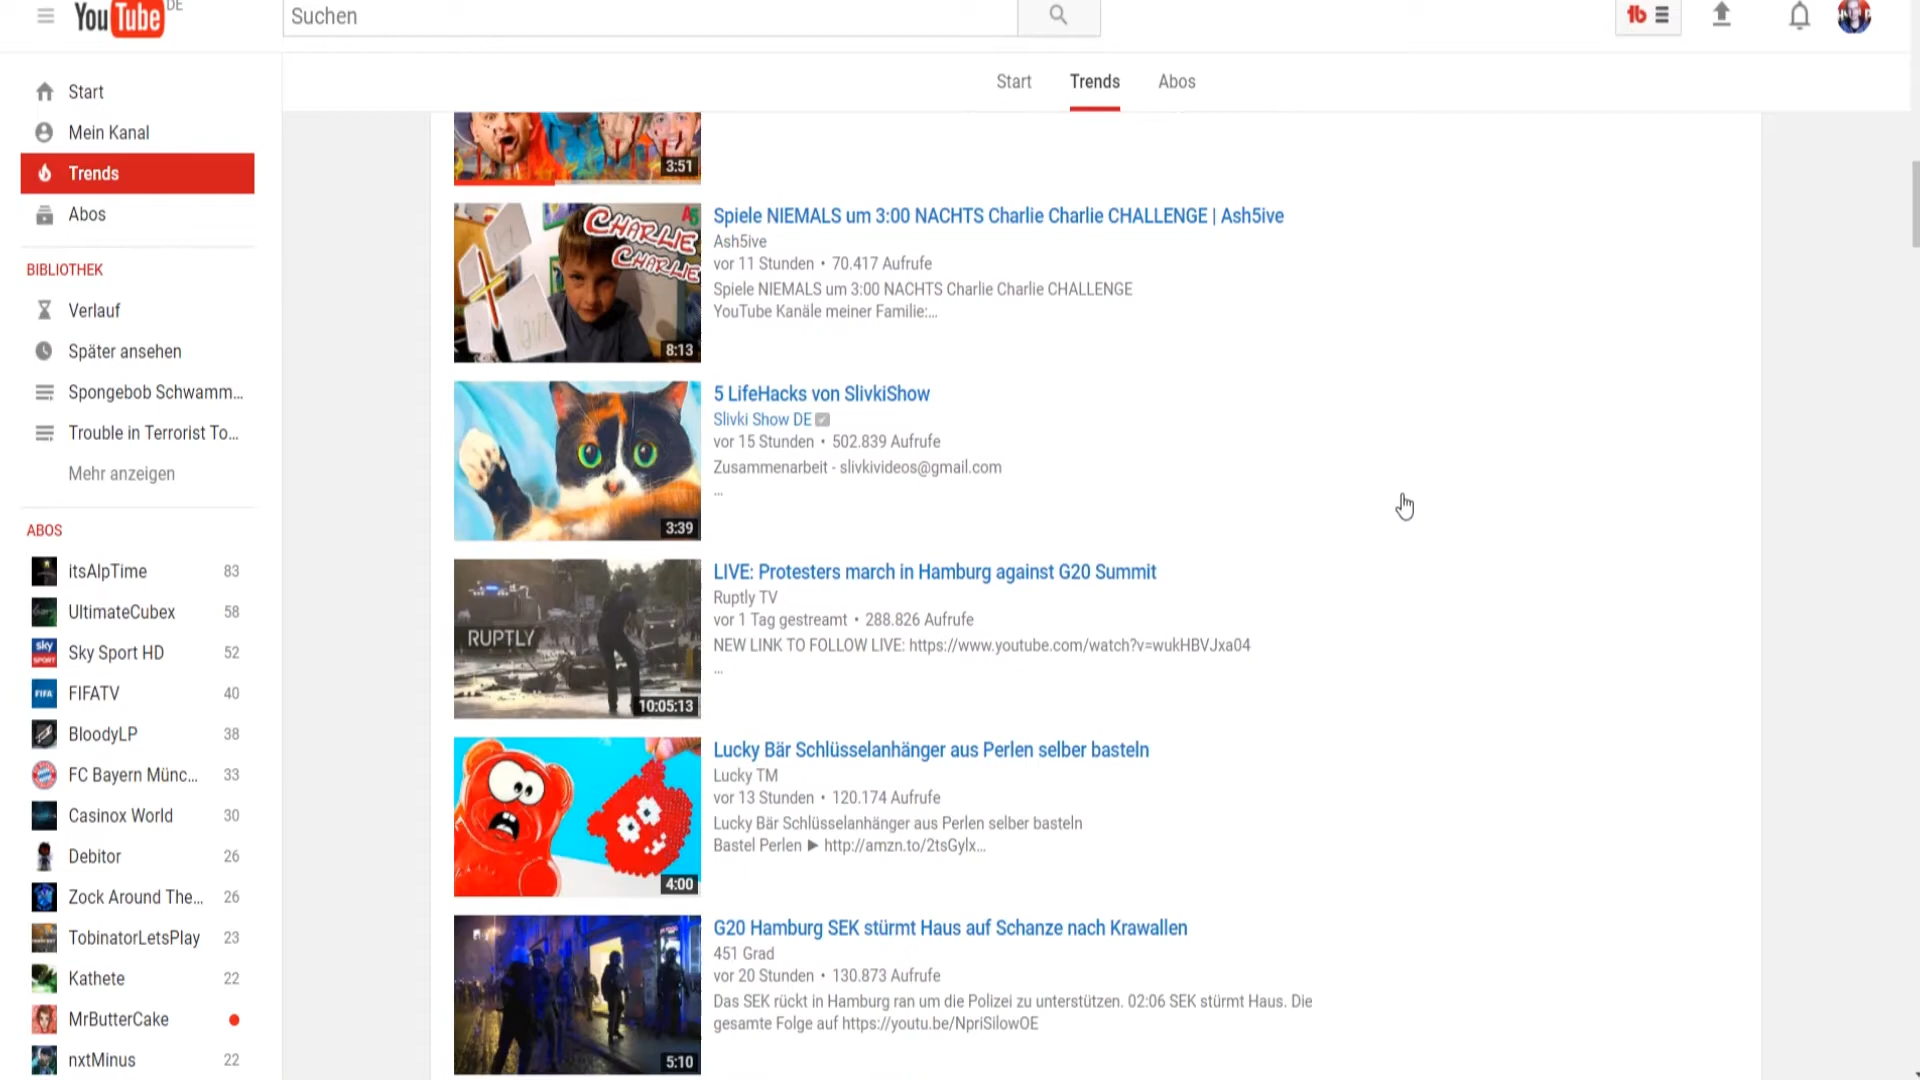 YouTube DE
Suchen
Start
Trends
Abos
Start
Mein Kanal
Trends
Abos
BIBLIOTHEK
Verlauf
Später ansehen
Spongebob Schwamm...
Trouble in Terrorist To...
Mehr anzeigen
ABOS
itsAlpTime 83
UltimateCubex 58
Sky Sport HD 52
FIFATV 40
BloodyLP 38
FC Bayern Münc... 33
Casinox World 30
Debitor 26
Zock Around The... 26
TobinatorLetsPlay 23
Kathete 22
MrButterCake
nxtMinus 22
3:51
CHARLIE
CHARLIE
A5
8:13
Spiele NIEMALS um 3:00 NACHTS Charlie Charlie CHALLENGE | Ash5ive
Ash5ive
vor 11 Stunden • 70.417 Aufrufe
Spiele NIEMALS um 3:00 NACHTS Charlie Charlie CHALLENGE
YouTube Kanäle meiner Familie:...
3:39
5 LifeHacks von SlivkiShow
Slivki Show DE
vor 15 Stunden • 502.839 Aufrufe
Zusammenarbeit - slivkivideos@gmail.com
...
RUPTLY
10:05:13
LIVE: Protesters march in Hamburg against G20 Summit
Ruptly TV
vor 1 Tag gestreamt • 288.826 Aufrufe
NEW LINK TO FOLLOW LIVE: https://www.youtube.com/watch?v=wukHBVJxa04
...
4:00
Lucky Bär Schlüsselanhänger aus Perlen selber basteln
Lucky TM
vor 13 Stunden • 120.174 Aufrufe
Lucky Bär Schlüsselanhänger aus Perlen selber basteln
Bastel Perlen ► http://amzn.to/2tsGylx...
5:10
G20 Hamburg SEK stürmt Haus auf Schanze nach Krawallen
451 Grad
vor 20 Stunden • 130.873 Aufrufe
Das SEK rückt in Hamburg ran um die Polizei zu unterstützen. 02:06 SEK stürmt Haus. Die
gesamte Folge auf https://youtu.be/NpriSilowOE